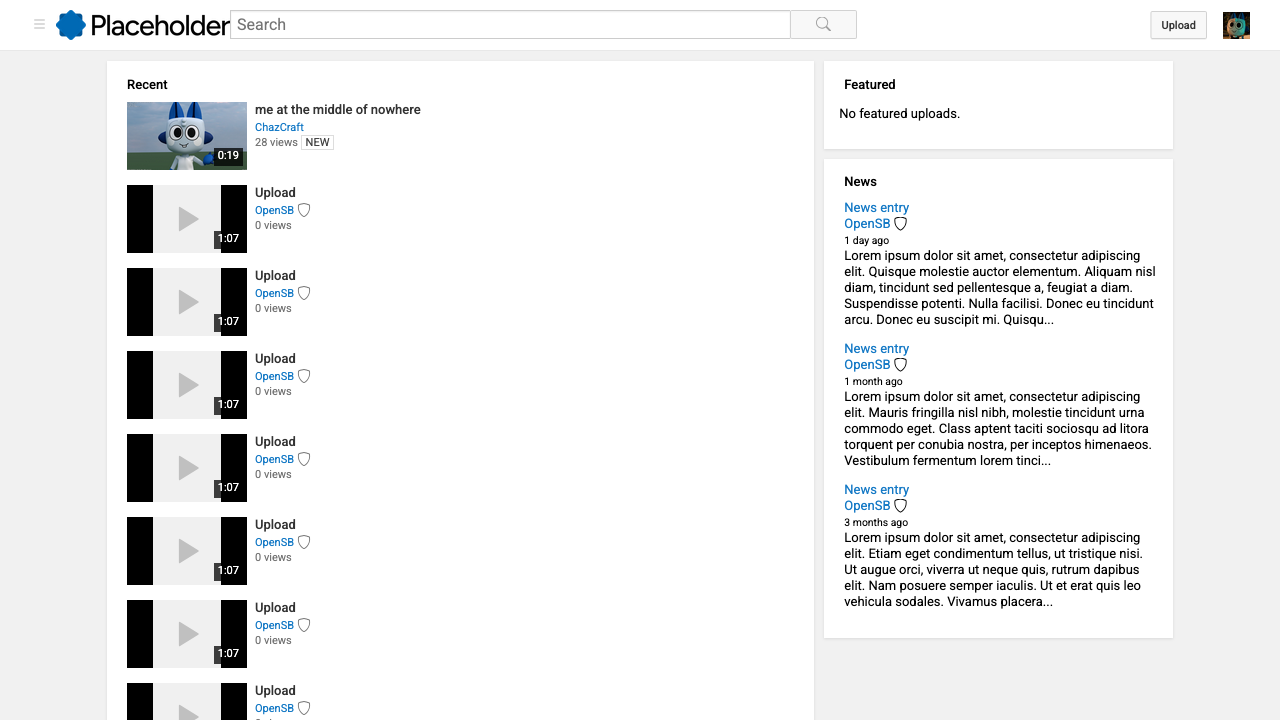 Placeholder
Search
Upload
Recent
me at the middle of nowhere
ChazCraft
28 views NEW
0:19
Upload
OpenSB
0 views
1:07
Upload
OpenSB
0 views
1:07
Upload
OpenSB
0 views
1:07
Upload
OpenSB
0 views
1:07
Upload
OpenSB
0 views
1:07
Upload
OpenSB
0 views
1:07
Upload
OpenSB
Featured
No featured uploads.
News
News entry
OpenSB
1 day ago
Lorem ipsum dolor sit amet, consectetur adipiscing
elit. Quisque molestie auctor elementum. Aliquam nisl
diam, tincidunt sed pellentesque a, feugiat a diam.
Suspendisse potenti. Nulla facilisi. Donec eu tincidunt
arcu. Donec eu suscipit mi. Quisqu...
News entry
OpenSB
1 month ago
Lorem ipsum dolor sit amet, consectetur adipiscing
elit. Mauris fringilla nisl nibh, molestie tincidunt urna
commodo eget. Class aptent taciti sociosqu ad litora
torquent per conubia nostra, per inceptos himenaeos.
Vestibulum fermentum lorem tinci...
News entry
OpenSB
3 months ago
Lorem ipsum dolor sit amet, consectetur adipiscing
elit. Etiam eget condimentum tellus, ut tristique nisi.
Ut augue orci, viverra ut neque quis, rutrum dapibus
elit. Nam posuere semper iaculis. Ut et erat quis leo
vehicula sodales. Vivamus placera...